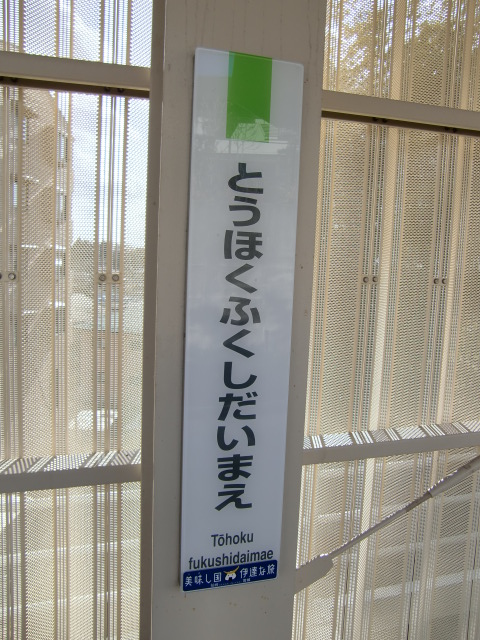 とうほくふくしだいまえ
Tōhoku
fukushidaimae
美味し国 伊達な旅